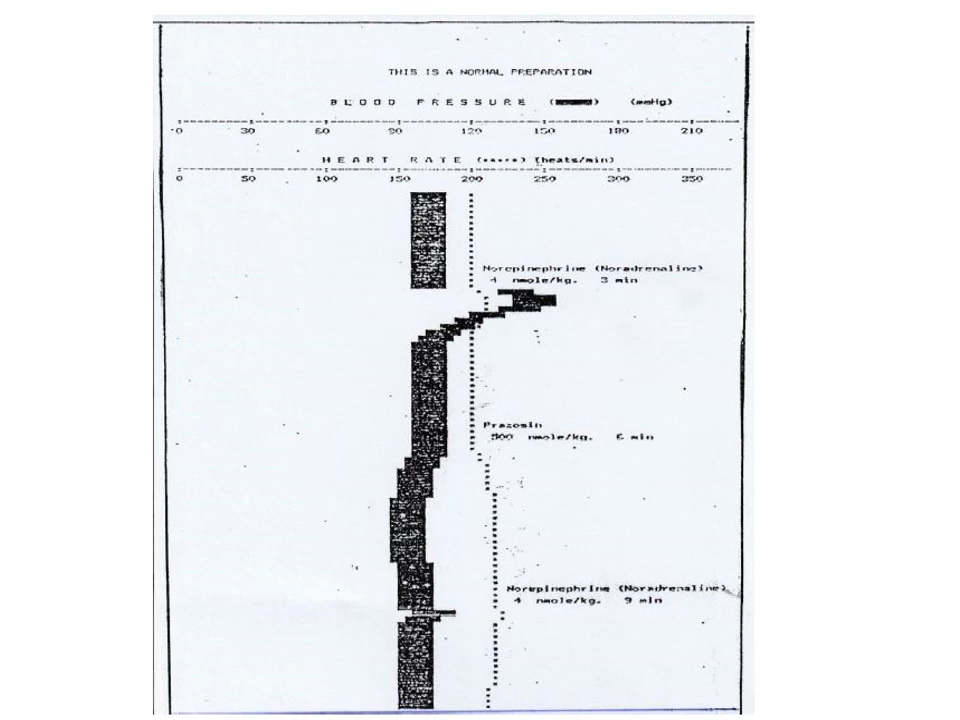 THIS IS A NORMAL PREPARATION
BLOOD PRESSURE (▬) (mmHg)
0 30 60 90 120 150 180 210
HEART RATE (.....) (beats/min)
0 50 100 150 200 250 300 350
Norepinephrine (Noradrenaline)
4 nmole/kg. 3 min
Prazosin
500 nmole/kg. 6 min
Norepinephrine (Noradrenaline)
4 nmole/kg. 9 min